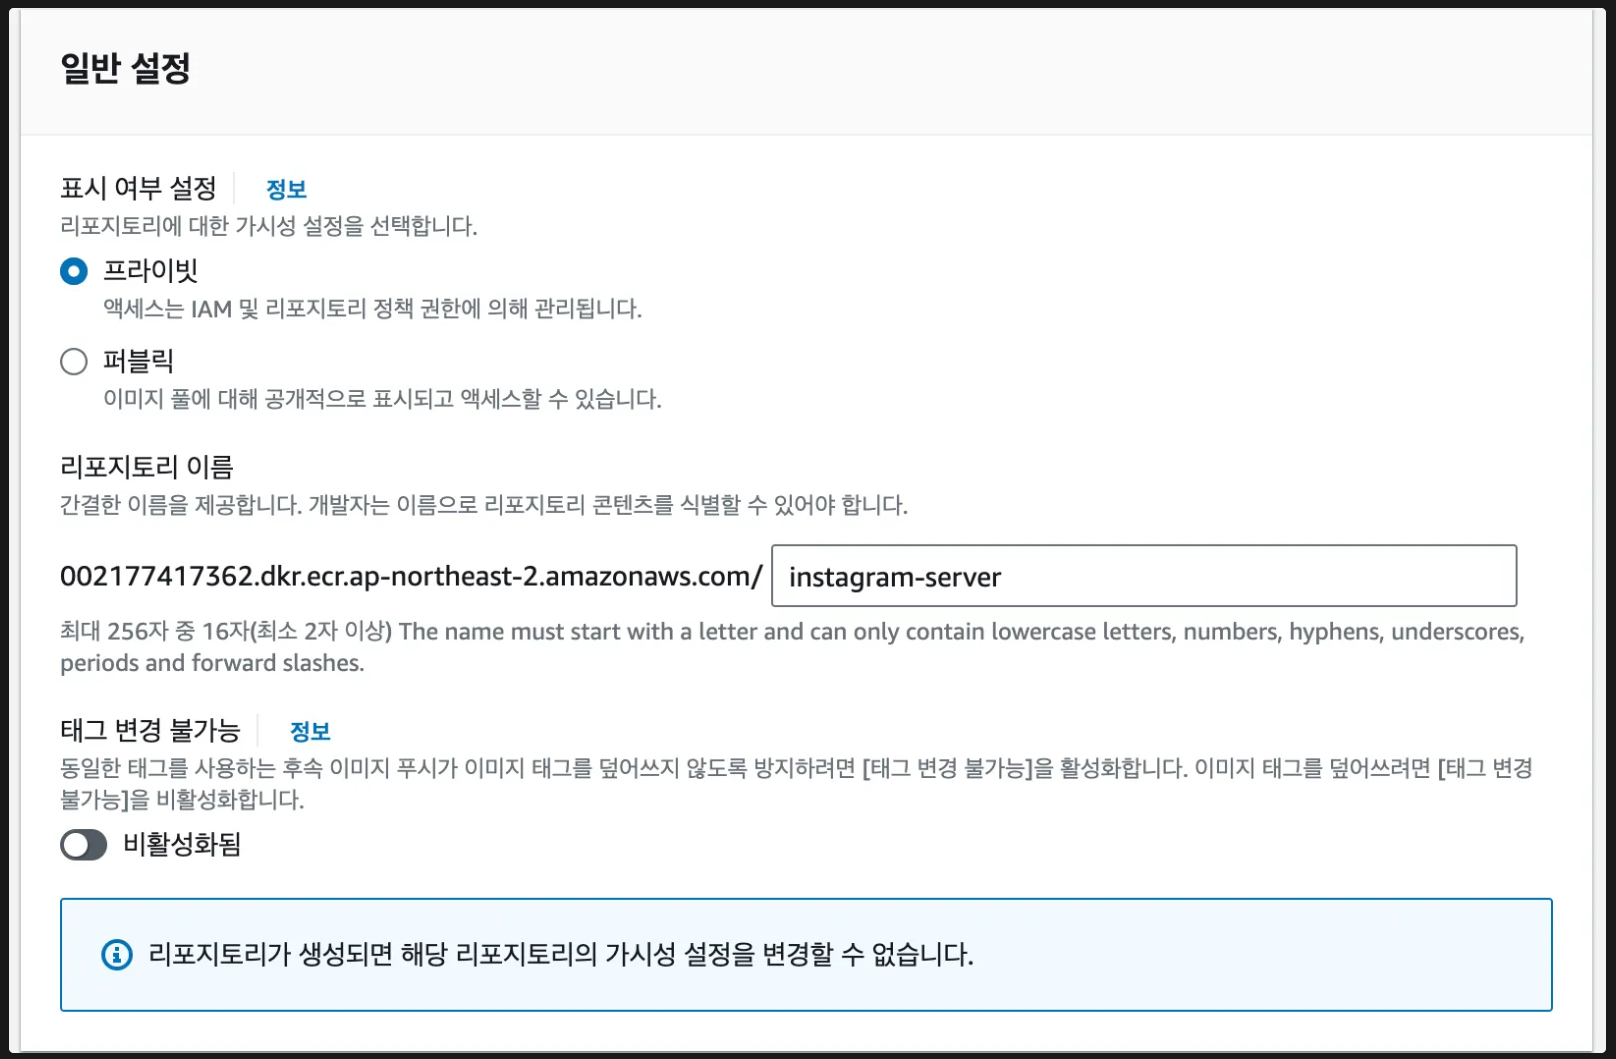 일반 설정
표시 여부 설정 정보
리포지토리에 대한 가시성 설정을 선택합니다.
프라이빗
액세스는 IAM 및 리포지토리 정책 권한에 의해 관리됩니다.
퍼블릭
이미지 풀에 대해 공개적으로 표시되고 액세스할 수 있습니다.
리포지토리 이름
간결한 이름을 제공합니다. 개발자는 이름으로 리포지토리 콘텐츠를 식별할 수 있어야 합니다.
002177417362.dkr.ecr.ap-northeast-2.amazonaws.com/ instagram-server
최대 256자 중 16자(최소 2자 이상) The name must start with a letter and can only contain lowercase letters, numbers, hyphens, underscores,
periods and forward slashes.
태그 변경 불가능 정보
동일한 태그를 사용하는 후속 이미지 푸시가 이미지 태그를 덮어쓰지 않도록 방지하려면 [태그 변경 불가능]을 활성화합니다. 이미지 태그를 덮어쓰려면 [태그 변경
불가능]을 비활성화합니다.
비활성화됨
리포지토리가 생성되면 해당 리포지토리의 가시성 설정을 변경할 수 없습니다.